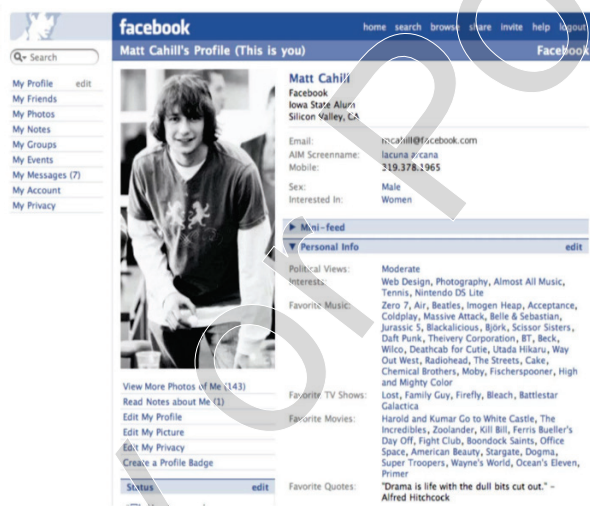 facebook
home search browse share invite help logout
Matt Cahill's Profile (This is you)
Facebook
Search
My Profile edit
My Friends
My Photos
My Notes
My Groups
My Events
My Messages (7)
My Account
My Privacy
View More Photos of Me (143)
Read Notes about Me (1)
Edit My Profile
Edit My Picture
Edit My Privacy
Create a Profile Badge
Status edit
Matt Cahill
Facebook
Iowa State Alum
Silicon Valley, CA
Email: mcahill@facebook.com
AIM Screenname: lacuna arcana
Mobile: 319.378.1965
Sex: Male
Interested In: Women
Mini-feed
Personal Info edit
Political Views: Moderate
Interests: Web Design, Photography, Almost All Music,
Tennis, Nintendo DS Lite
Favorite Music: Zero 7, Air, Beatles, Imogen Heap, Acceptance,
Coldplay, Massive Attack, Belle & Sebastian,
Jurassic 5, Blackalicious, Björk, Scissor Sisters,
Daft Punk, Theivery Corporation, BT, Beck,
Wilco, Deathcab for Cutie, Utada Hikaru, Way
Out West, Radiohead, The Streets, Cake,
Chemical Brothers, Moby, Fischerspooner, High
and Mighty Color
Favorite TV Shows: Lost, Family Guy, Firefly, Bleach, Battlestar
Galactica
Favorite Movies: Harold and Kumar Go to White Castle, The
Incredibles, Zoolander, Kill Bill, Ferris Bueller's
Day Off, Fight Club, Boondock Saints, Office
Space, American Beauty, Stargate, Dogma,
Super Troopers, Wayne's World, Ocean's Eleven,
Primer
Favorite Quotes: "Drama is life with the dull bits cut out." –
Alfred Hitchcock